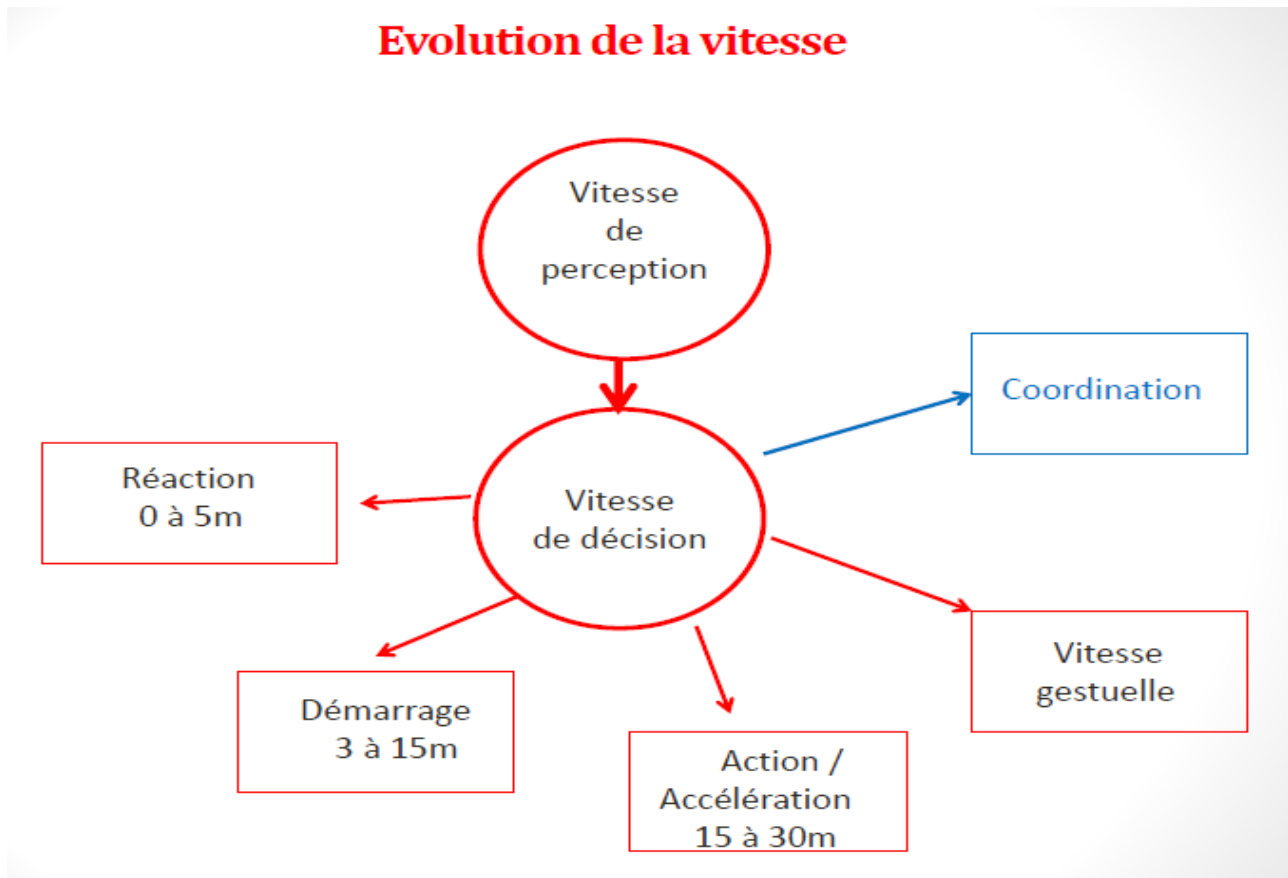 Evolution de la vitesse
Vitesse
de
perception
Coordination
Réaction
0 à 5m
Vitesse
de décision
Vitesse
gestuelle
Démarrage
3 à 15m
Action /
Accélération
15 à 30m